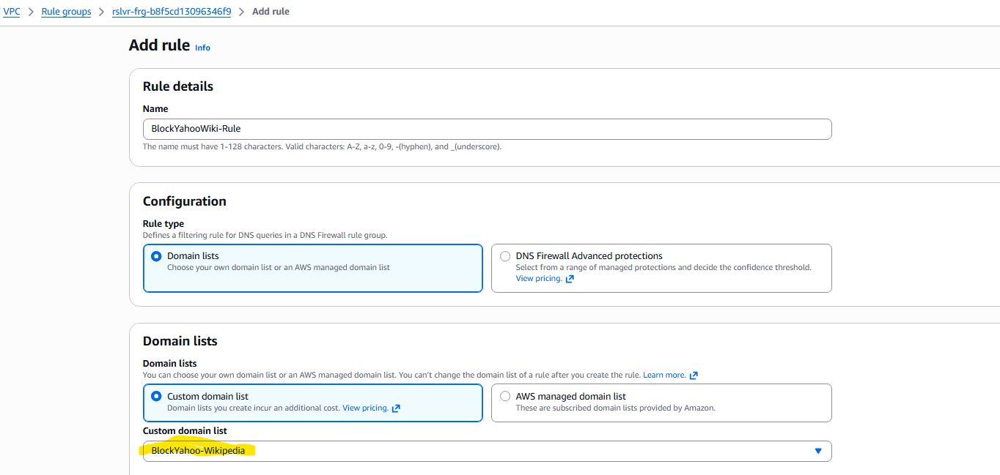 VPC > Rule groups > rslvr-frg-b8f5cd13096346f9 > Add rule
Add rule Info
Rule details
Name
BlockYahooWiki-Rule
The name must have 1-128 characters. Valid characters: A-Z, a-z, 0-9, -(hyphen), and _(underscore).
Configuration
Rule type
Defines a filtering rule for DNS queries in a DNS Firewall rule group.
Domain lists
Choose your own domain list or an AWS managed domain list
DNS Firewall Advanced protections
Select from a range of managed protections and decide the confidence threshold.
View pricing.
Domain lists
Domain lists
You can choose your own domain list or an AWS managed domain list. You can't change the domain list of a rule after you create the rule. Learn more.
Custom domain list
Domain lists you create incur an additional cost. View pricing.
AWS managed domain list
These are subscribed domain lists provided by Amazon.
Custom domain list
BlockYahoo-Wikipedia